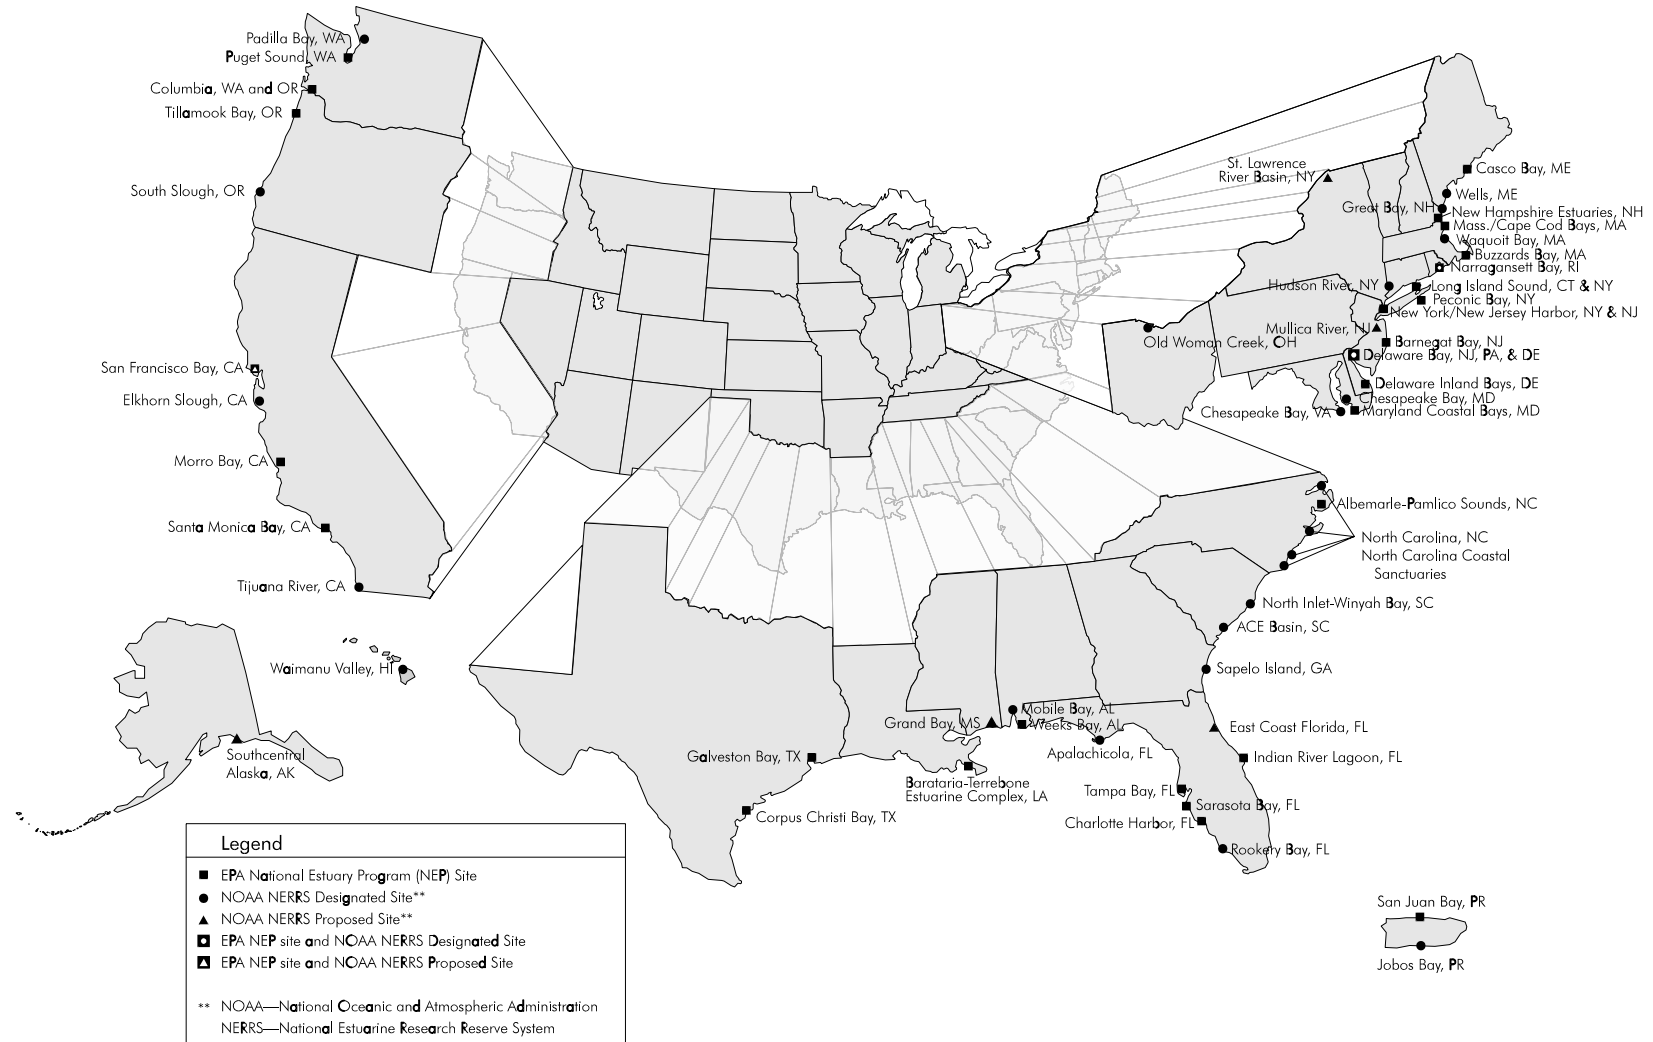 Padilla Bay, WA
Puget Sound, WA
Columbia, WA and OR
Tillamook Bay, OR
South Slough, OR
San Francisco Bay, CA
Elkhorn Slough, CA
Morro Bay, CA
Santa Monica Bay, CA
Tijuana River, CA
Waimanu Valley, HI
Southcentral
Alaska, AK
St. Lawrence
River Basin, NY
Casco Bay, ME
Wells, ME
Great Bay, NH
New Hampshire Estuaries, NH
Mass./Cape Cod Bays, MA
Waquoit Bay, MA
Buzzards Bay, MA
Narragansett Bay, RI
Hudson River, NY
Long Island Sound, CT & NY
Peconic Bay, NY
New York/New Jersey Harbor, NY & NJ
Mullica River, NJ
Old Woman Creek, OH
Barnegat Bay, NJ
Delaware Bay, NJ, PA, & DE
Delaware Inland Bays, DE
Chesapeake Bay, MD
Chesapeake Bay, VA
Maryland Coastal Bays, MD
Albemarle-Pamlico Sounds, NC
North Carolina, NC
North Carolina Coastal
Sanctuaries
North Inlet-Winyah Bay, SC
ACE Basin, SC
Sapelo Island, GA
Mobile Bay, AL
Grand Bay, MS
Weeks Bay, AL
East Coast Florida, FL
Apalachicola, FL
Indian River Lagoon, FL
Galveston Bay, TX
Barataria-Terrebone
Estuarine Complex, LA
Tampa Bay, FL
Sarasota Bay, FL
Corpus Christi Bay, TX
Charlotte Harbor, FL
Rookery Bay, FL
San Juan Bay, PR
Jobos Bay, PR
Legend
EPA National Estuary Program (NEP) Site
NOAA NERRS Designated Site**
NOAA NERRS Proposed Site**
EPA NEP site and NOAA NERRS Designated Site
EPA NEP site and NOAA NERRS Proposed Site
** NOAA—National Oceanic and Atmospheric Administration
NERRS—National Estuarine Research Reserve System